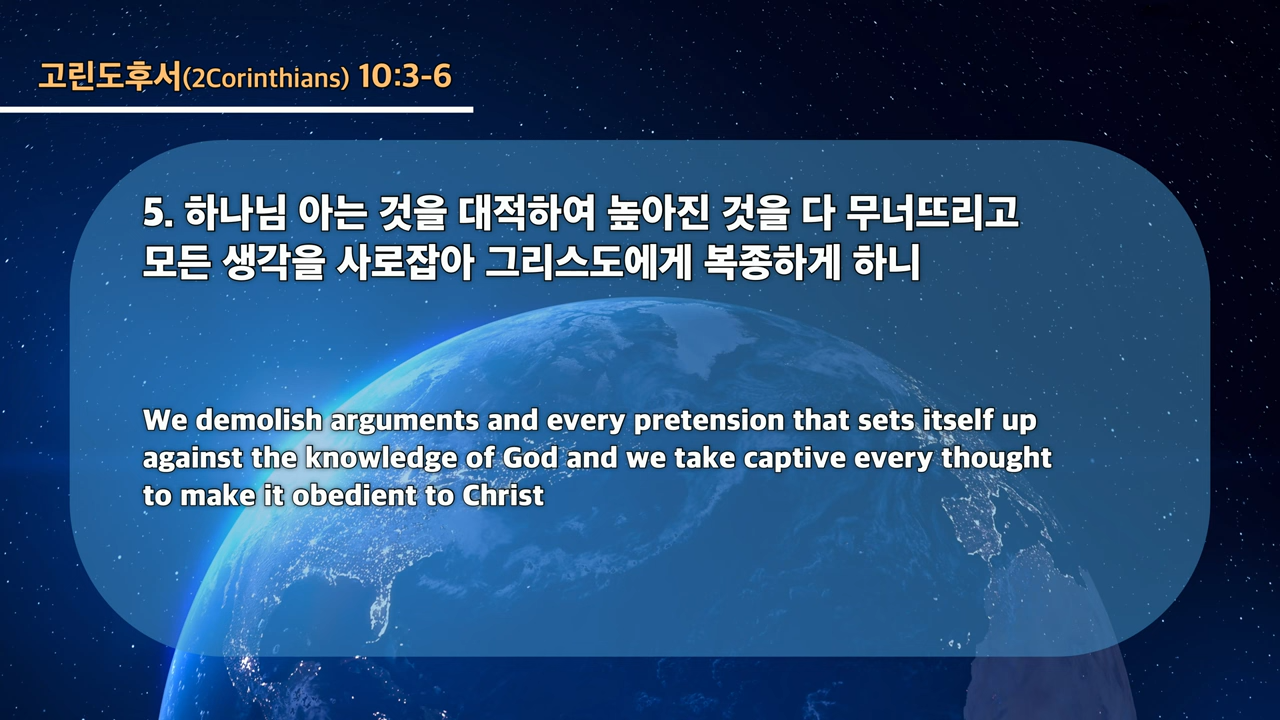 고린도후서(2Corinthians) 10:3-6
5. 하나님 아는 것을 대적하여 높아진 것을 다 무너뜨리고
모든 생각을 사로잡아 그리스도에게 복종하게 하니
We demolish arguments and every pretension that sets itself up
against the knowledge of God and we take captive every thought
to make it obedient to Christ